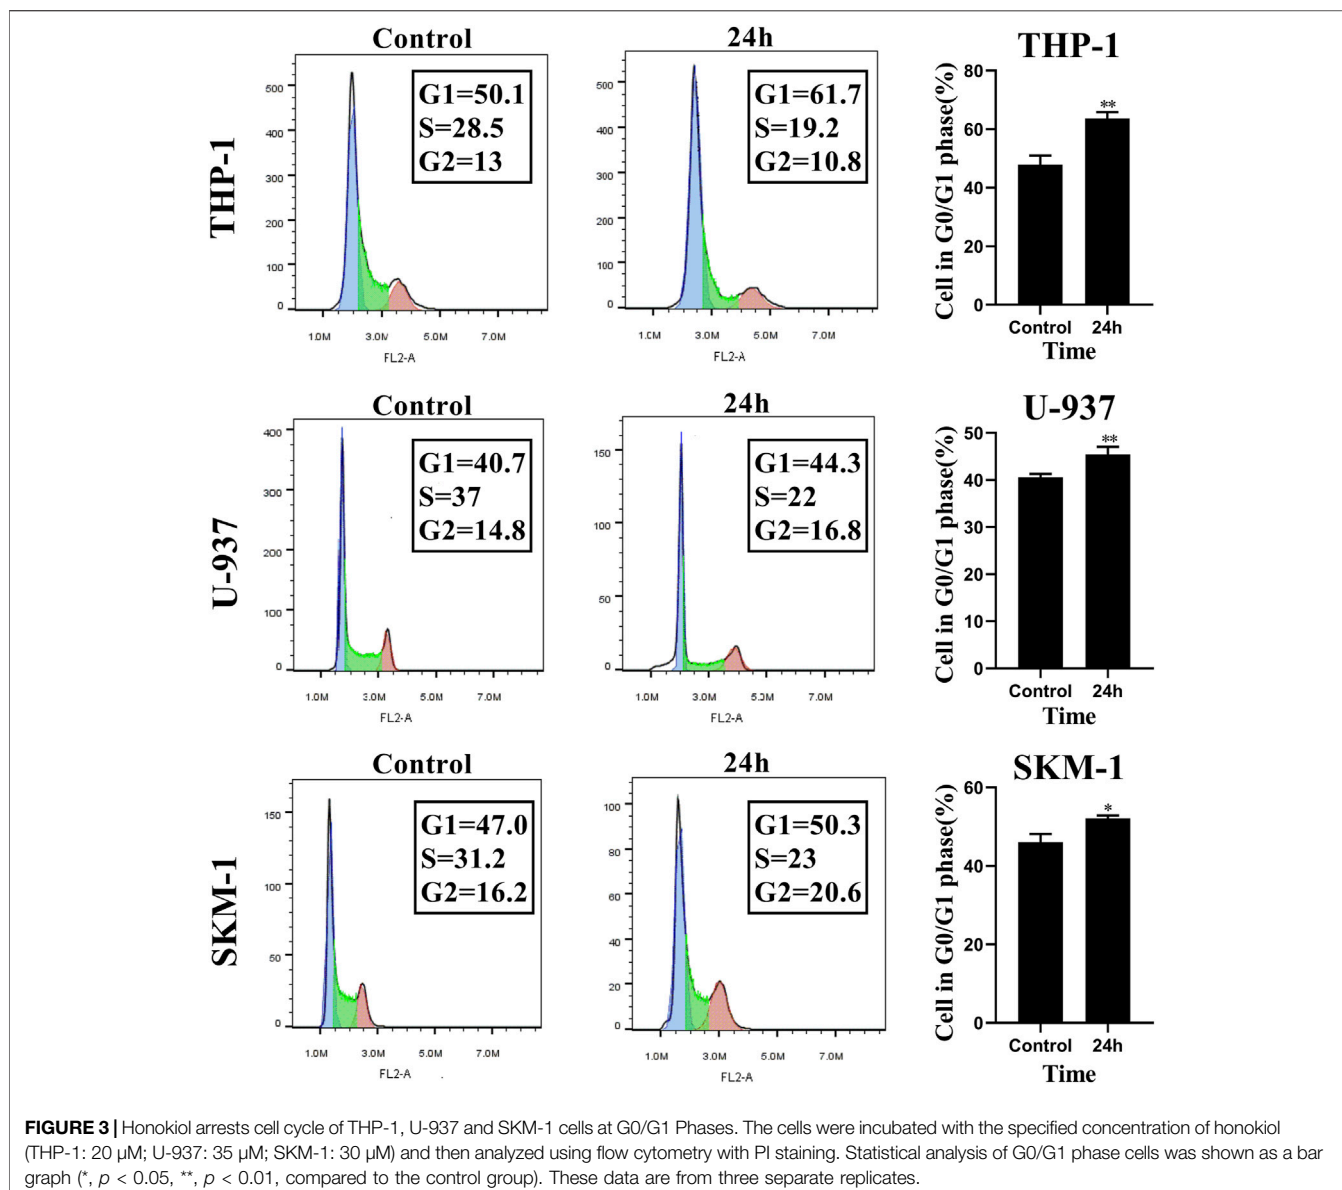 Control
24h
THP-1
THP-1
500
400
300
200
100
0
G1=50.1
S=28.5
G2=13
1.0M 3.0M 5.0M 7.0M
FL2-A
500
400
300
200
100
0
G1=61.7
S=19.2
G2=10.8
1.0M 3.0M 5.0M 7.0M
FL2-A
Cell in G0/G1 phase(%)
80
60
40
20
0
**
Control 24h
Time
Control
24h
U-937
U-937
400
300
200
100
0
G1=40.7
S=37
G2=14.8
1.0M 3.0M 5.0M 7.0M
FL2-A
150
100
50
0
G1=44.3
S=22
G2=16.8
1.0M 3.0M 5.0M 7.0M
FL2-A
Cell in G0/G1 phase(%)
50
40
30
20
10
0
**
Control 24h
Time
Control
24h
SKM-1
SKM-1
150
100
50
0
G1=47.0
S=31.2
G2=16.2
1.0M 3.0M 5.0M 7.0M
FL2-A
100
80
60
40
20
0
G1=50.3
S=23
G2=20.6
1.0M 3.0M 5.0M 7.0M
FL2-A
Cell in G0/G1 phase(%)
60
40
20
0
*
Control 24h
Time
FIGURE 3 | Honokiol arrests cell cycle of THP-1, U-937 and SKM-1 cells at G0/G1 Phases. The cells were incubated with the specified concentration of honokiol
(THP-1: 20 µM; U-937: 35 µM; SKM-1: 30 µM) and then analyzed using flow cytometry with PI staining. Statistical analysis of G0/G1 phase cells was shown as a bar
graph (*, p < 0.05, **, p < 0.01, compared to the control group). These data are from three separate replicates.